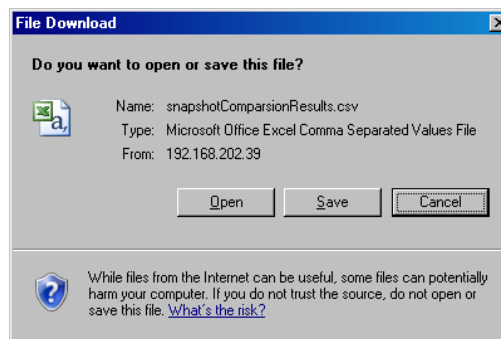 File Download
Do you want to open or save this file?
Name: snapshotComparsionResults.csv
Type: Microsoft Office Excel Comma Separated Values File
From: 192.168.202.39
Open Save Cancel
While files from the Internet can be useful, some files can potentially
harm your computer. If you do not trust the source, do not open or
save this file. What's the risk?